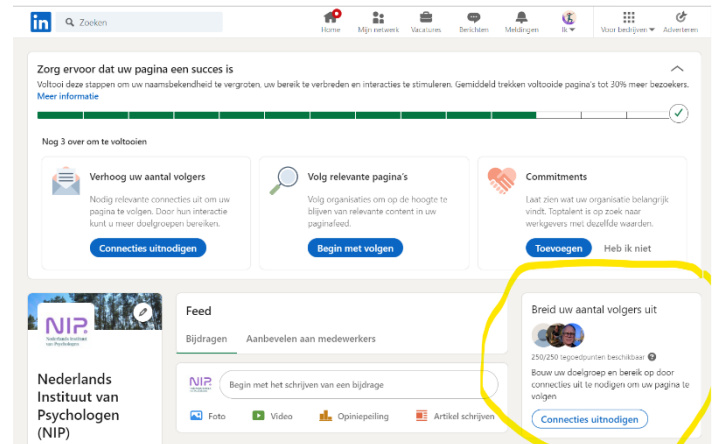 in
Zoeken
Home
Mijn netwerk
Vacatures
Berichten
Meldingen
Ik
Voor bedrijven
Adverteren
Zorg ervoor dat uw pagina een succes is
Voltooi deze stappen om uw naamsbekendheid te vergroten, uw bereik te verbreden en interacties te stimuleren. Gemiddeld trekken voltooide pagina's tot 30% meer bezoekers.
Meer informatie
Nog 3 over om te voltooien
Verhoog uw aantal volgers
Nodig relevante connecties uit om uw
pagina te volgen. Door hun interactie
kunt u meer doelgroepen bereiken.
Connecties uitnodigen
Volg relevante pagina's
Volg organisaties om op de hoogte te
blijven van relevante content in uw
paginafeed.
Begin met volgen
Commitments
Laat zien wat uw organisatie belangrijk
vindt. Toptalent is op zoek naar
werkgevers met dezelfde waarden.
Toevoegen
Heb ik niet
NIP
Nederlands Instituut
van Psychologen
Nederlands
Instituut van
Psychologen
(NIP)
Feed
Bijdragen
Aanbevelen aan medewerkers
NIP
Begin met het schrijven van een bijdrage
Foto
Video
Opiniepeiling
Artikel schrijven
Breid uw aantal volgers uit
250/250 tegoedpunten beschikbaar
Bouw uw doelgroep en bereik op door
connecties uit te nodigen om uw pagina te
volgen
Connecties uitnodigen